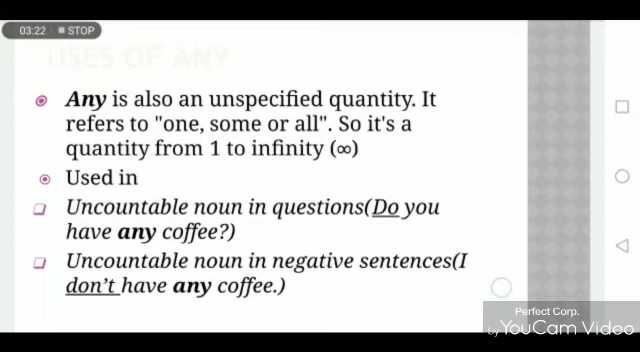 03:22 STOP
USES OF ANY
Any is also an unspecified quantity. It
refers to "one, some or all". So it's a
quantity from 1 to infinity (∞)
Used in
Uncountable noun in questions(Do you
have any coffee?)
Uncountable noun in negative sentences(I
don't have any coffee.)
Perfect Corp.
by YouCam Video